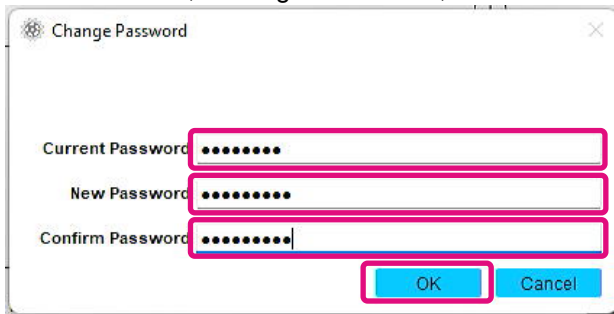 Change Password
Current Password ●●●●●●●●
New Password ●●●●●●●●●
Confirm Password ●●●●●●●●●
OK Cancel